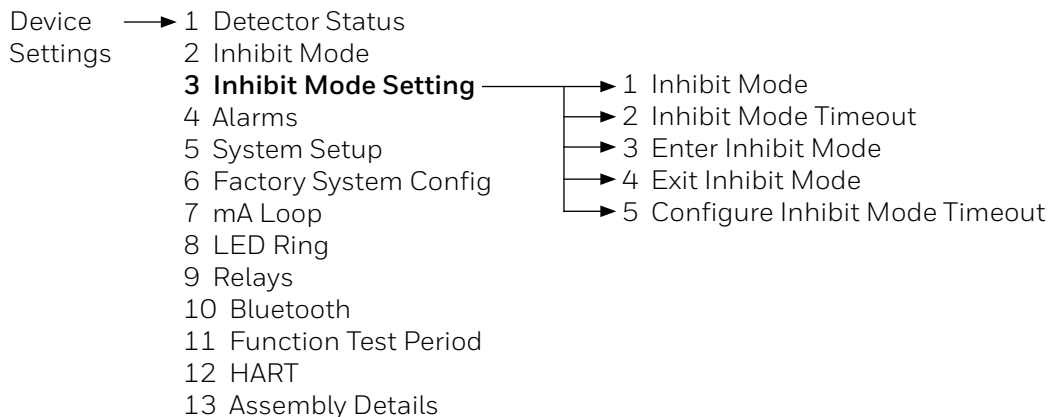 Device
Settings
1 Detector Status
2 Inhibit Mode
3 Inhibit Mode Setting
4 Alarms
5 System Setup
6 Factory System Config
7 mA Loop
8 LED Ring
9 Relays
10 Bluetooth
11 Function Test Period
12 HART
13 Assembly Details
1 Inhibit Mode
2 Inhibit Mode Timeout
3 Enter Inhibit Mode
4 Exit Inhibit Mode
5 Configure Inhibit Mode Timeout